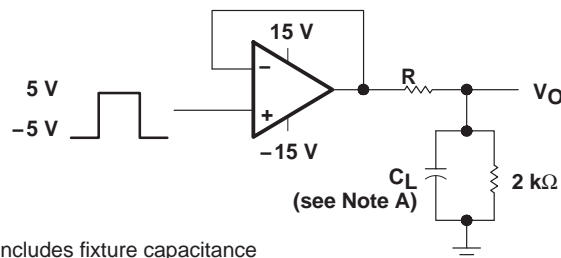 15 V
5 V
−5 V
−
+
−15 V
R
VO
CL
(see Note A)
2 kΩ
ncludes fixture capacitance